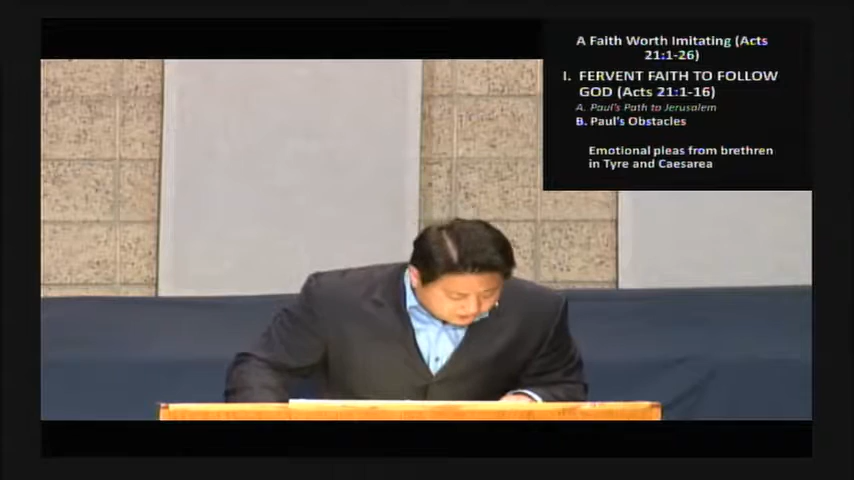 A Faith Worth Imitating (Acts
21:1-26)
I. FERVENT FAITH TO FOLLOW
GOD (Acts 21:1-16)
A. Paul's Path to Jerusalem
B. Paul's Obstacles
Emotional pleas from brethren
in Tyre and Caesarea